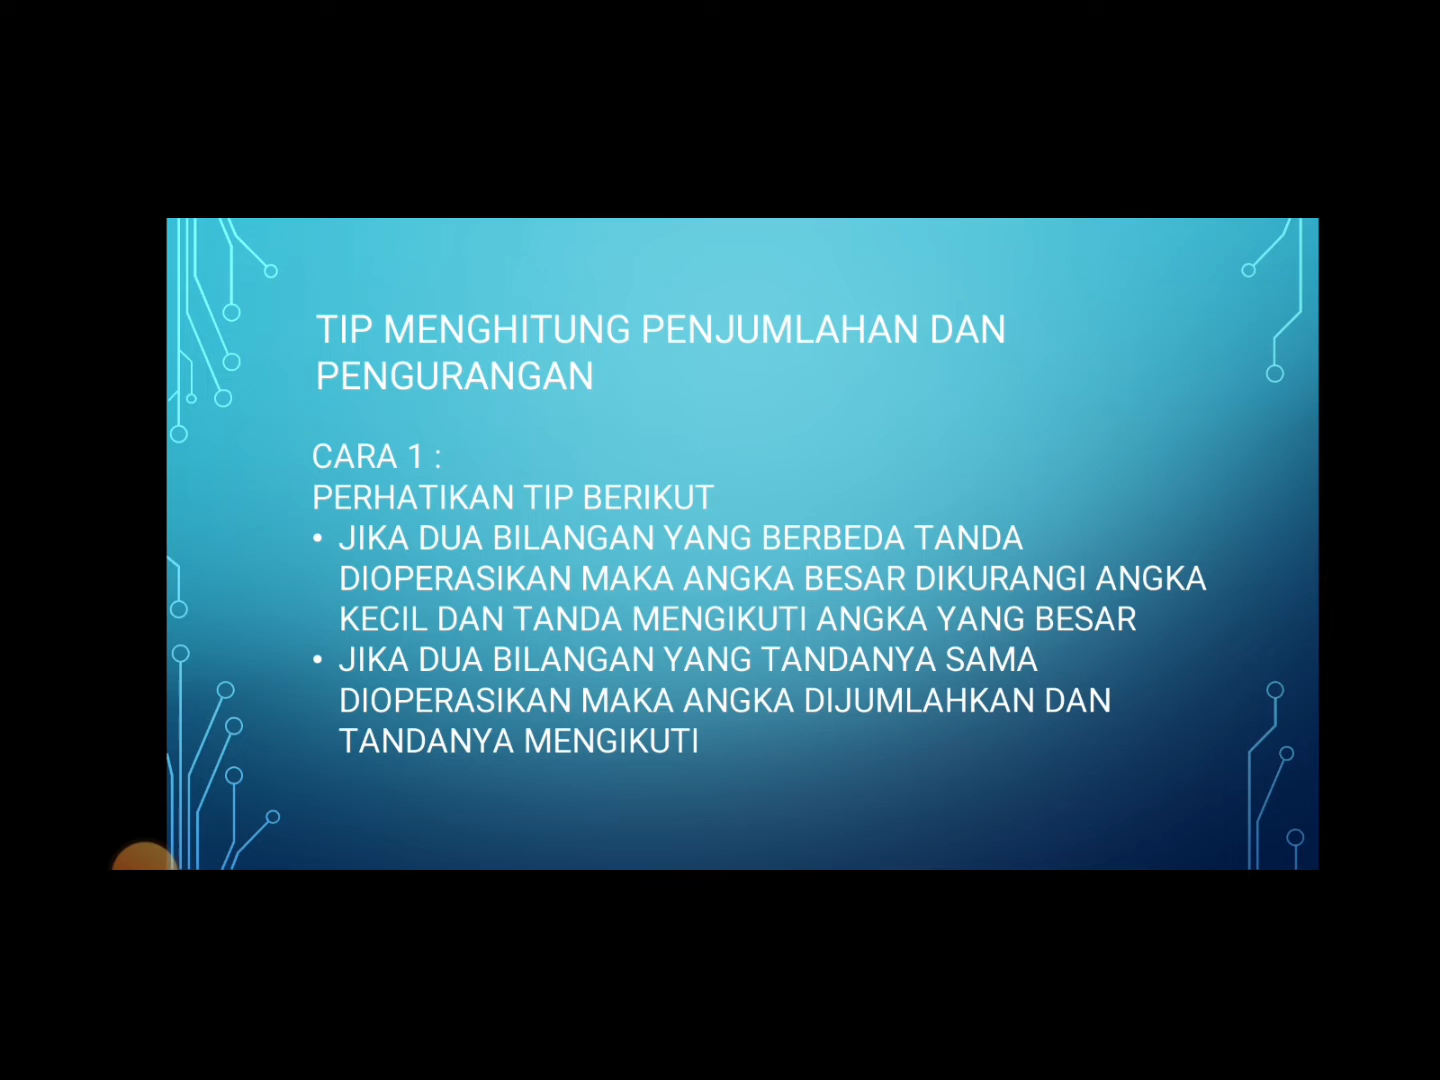 TIP MENGHITUNG PENJUMLAHAN DAN
PENGURANGAN
CARA 1 :
PERHATIKAN TIP BERIKUT
• JIKA DUA BILANGAN YANG BERBEDA TANDA
DIOPERASIKAN MAKA ANGKA BESAR DIKURANGI ANGKA
KECIL DAN TANDA MENGIKUTI ANGKA YANG BESAR
• JIKA DUA BILANGAN YANG TANDANYA SAMA
DIOPERASIKAN MAKA ANGKA DIJUMLAHKAN DAN
TANDANYA MENGIKUTI